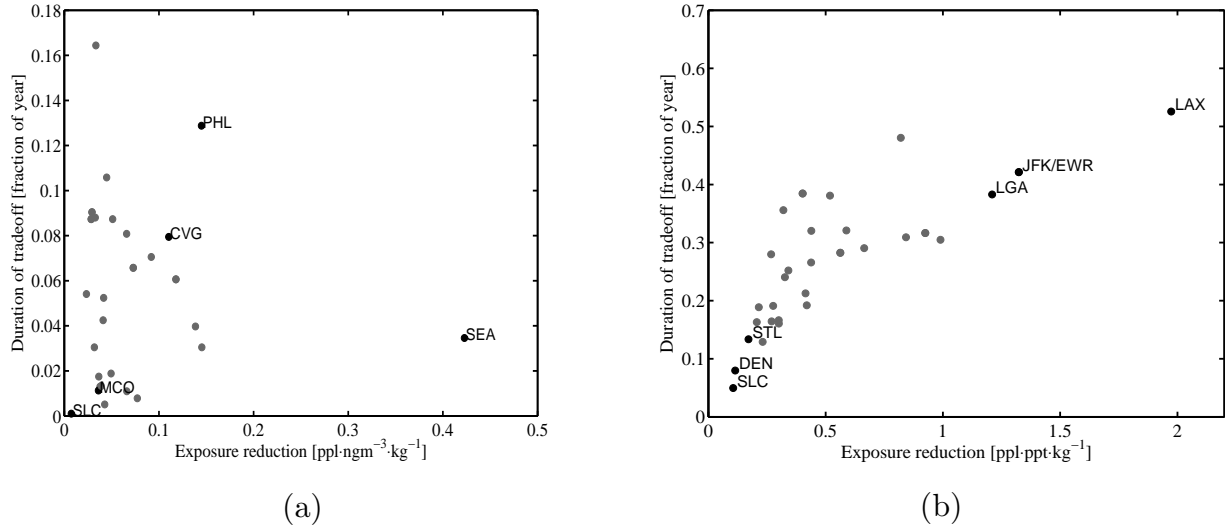 0.18
0.16
0.14
0.12
0.1
0.08
0.06
0.04
0.02
0
Duration of tradeoff [fraction of year]
PHL
CVG
SEA
MCO
SLC
0 0.1 0.2 0.3 0.4 0.5
Exposure reduction [ppl·ngm⁻³·kg⁻¹]
(a)
0.7
0.6
0.5
0.4
0.3
0.2
0.1
0
Duration of tradeoff [fraction of year]
LAX
JFK/EWR
LGA
STL
DEN
SLC
0 0.5 1 1.5 2
Exposure reduction [ppl·ppt·kg⁻¹]
(b)